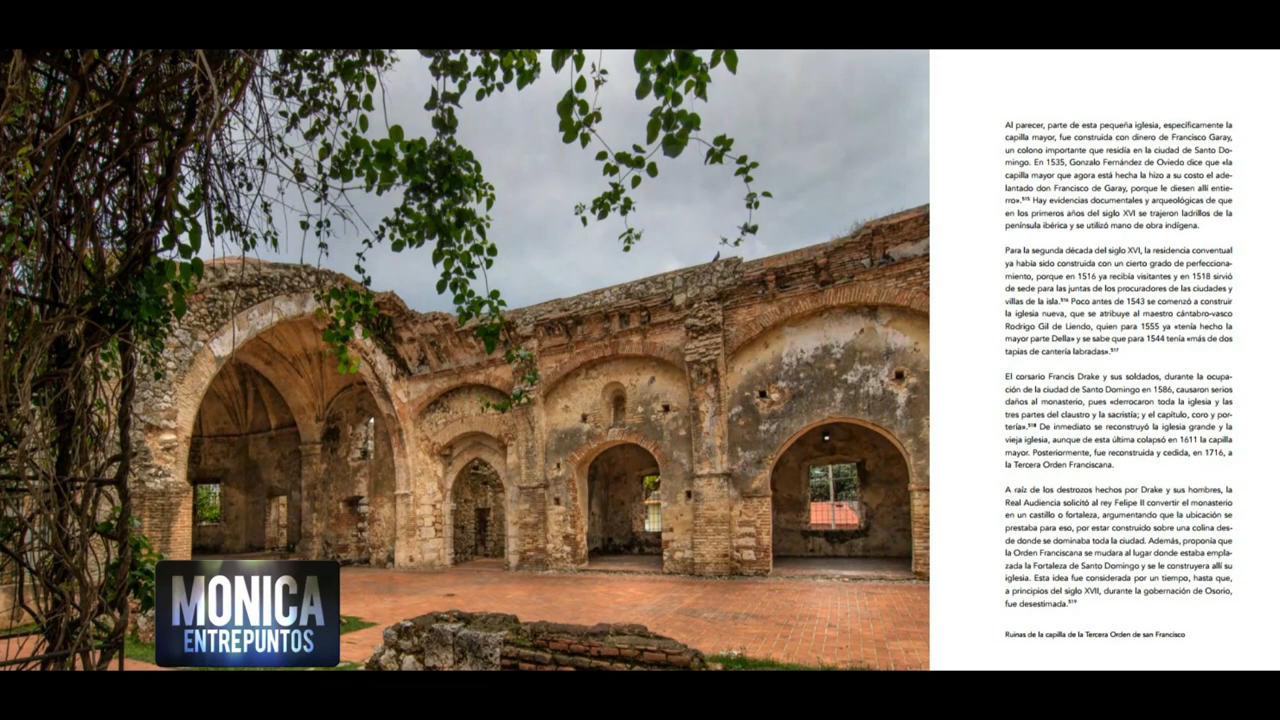 MONICA
ENTREPUNTOS
Al parecer, parte de esta pequeña iglesia, específicamente la
capilla mayor, fue construida con dinero de Francisco Garay,
un colono importante que residía en la ciudad de Santo Do-
mingo. En 1535, Gonzalo Fernández de Oviedo dice que «la
capilla mayor que agora está hecha la hizo a su costo el ade-
lantado don Francisco de Garay, porque le diesen allí entie-
rro».⁵¹⁵ Hay evidencias documentales y arqueológicas de que
en los primeros años del siglo XVI se trajeron ladrillos de la
península ibérica y se utilizó mano de obra indígena.
Para la segunda década del siglo XVI, la residencia conventual
ya había sido construida con un cierto grado de perfecciona-
miento, porque en 1516 ya recibía visitantes y en 1518 sirvió
de sede para las juntas de los procuradores de las ciudades y
villas de la isla.⁵¹⁶ Poco antes de 1543 se comenzó a construir
la iglesia nueva, que se atribuye al maestro cántabro-vasco
Rodrigo Gil de Liendo, quien para 1555 ya «tenía hecho la
mayor parte Della» y se sabe que para 1544 tenía «más de dos
tapias de cantería labradas».⁵¹⁷
El corsario Francis Drake y sus soldados, durante la ocupa-
ción de la ciudad de Santo Domingo en 1586, causaron serios
daños al monasterio, pues «derrocaron toda la iglesia y las
tres partes del claustro y la sacristía; y el capítulo, coro y por-
tería».⁵¹⁸ De inmediato se reconstruyó la iglesia grande y la
vieja iglesia, aunque de esta última colapsó en 1611 la capilla
mayor. Posteriormente, fue reconstruida y cedida, en 1716, a
la Tercera Orden Franciscana.
A raíz de los destrozos hechos por Drake y sus hombres, la
Real Audiencia solicitó al rey Felipe II convertir el monasterio
en un castillo o fortaleza, argumentando que la ubicación se
prestaba para eso, por estar construido sobre una colina des-
de donde se dominaba toda la ciudad. Además, proponía que
la Orden Franciscana se mudara al lugar donde estaba empla-
zada la Fortaleza de Santo Domingo y se le construyera allí su
iglesia. Esta idea fue considerada por un tiempo, hasta que,
a principios del siglo XVII, durante la gobernación de Osorio,
fue desestimada.⁵¹⁹
Ruinas de la capilla de la Tercera Orden de san Francisco